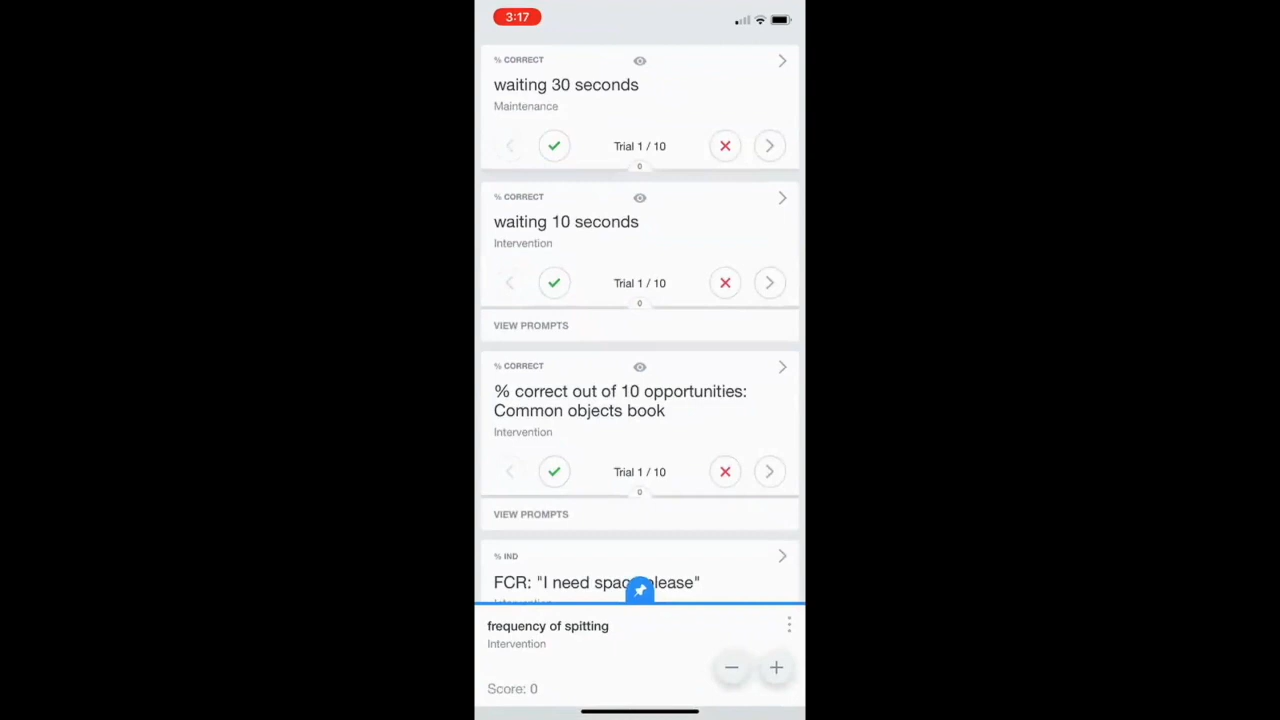 3:17
% CORRECT
waiting 30 seconds
Maintenance
Trial 1 / 10
0
% CORRECT
waiting 10 seconds
Intervention
Trial 1 / 10
0
VIEW PROMPTS
% CORRECT
% correct out of 10 opportunities:
Common objects book
Intervention
Trial 1 / 10
0
VIEW PROMPTS
% IND
FCR: "I need space please"
Intervention
frequency of spitting
Intervention
Score: 0